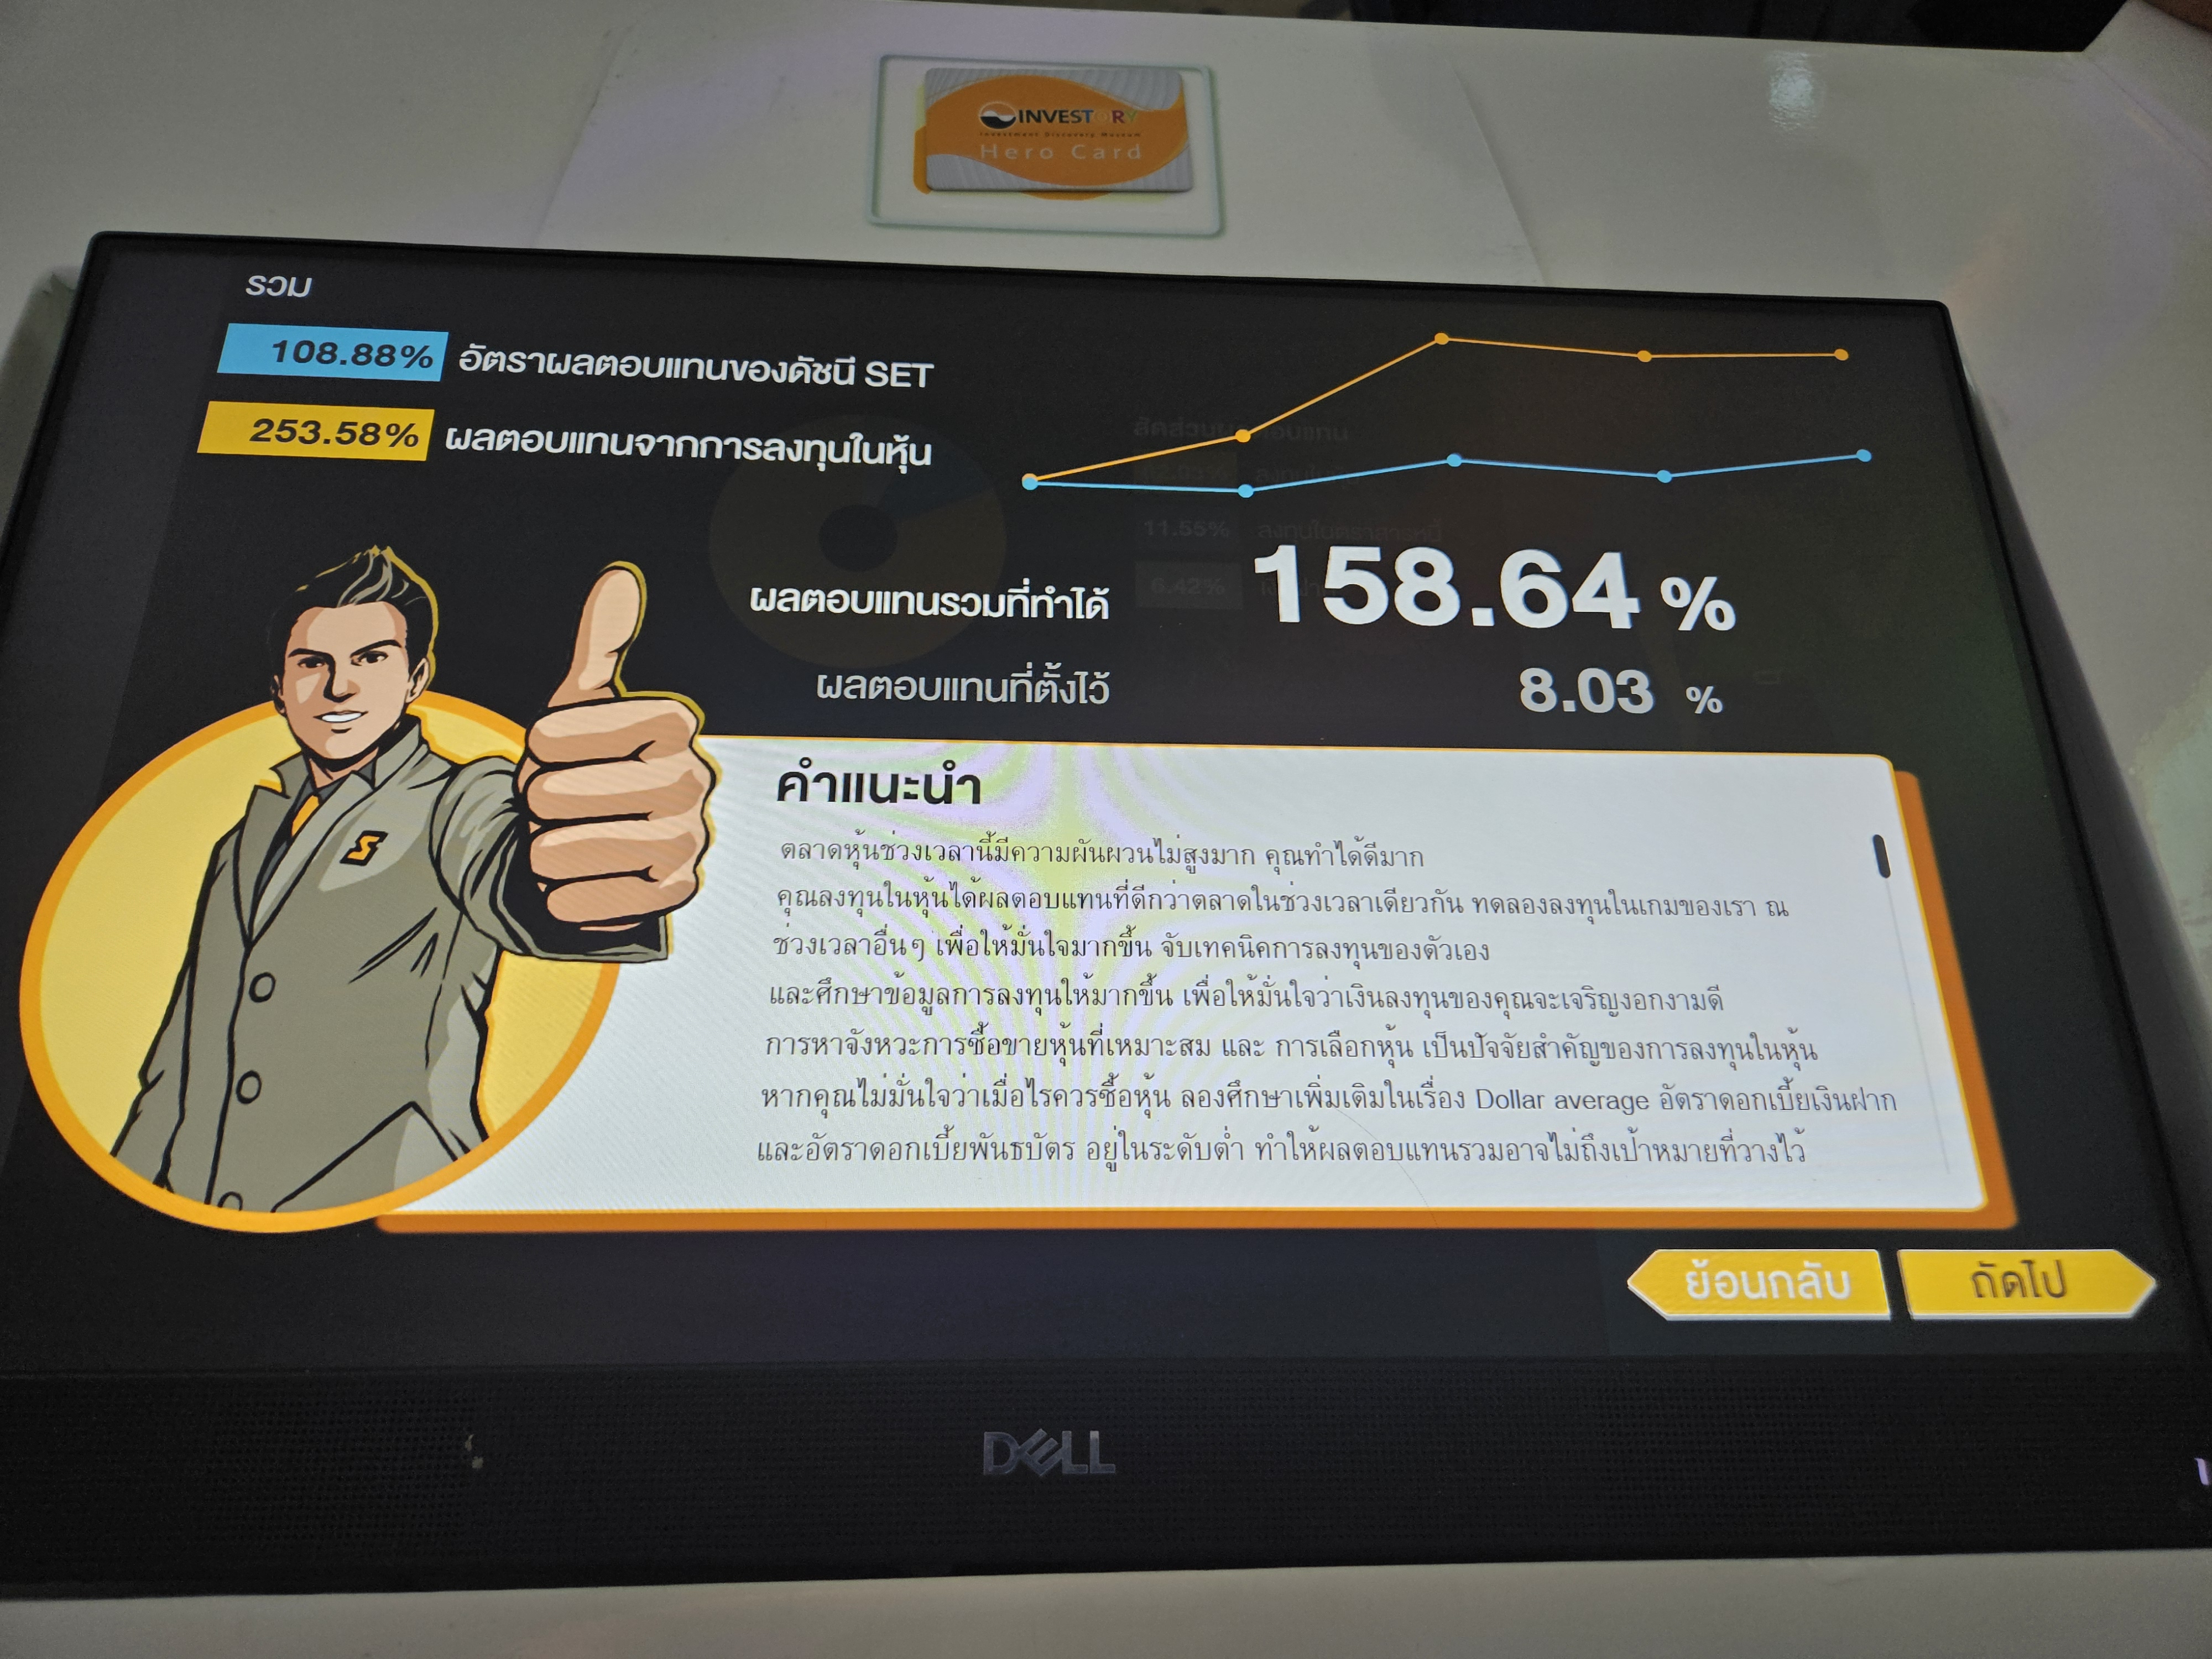 INVESTORY
Investment Discovery Museum
Hero Card
รวม
108.88% อัตราผลตอบแทนของดัชนี SET
253.58% ผลตอบแทนจากการลงทุนในหุ้น
11.55% ลงทุนในตราสารหนี้
6.42%
ผลตอบแทนรวมที่ทำได้ 158.64 %
ผลตอบแทนที่ตั้งไว้ 8.03 %
คำแนะนำ
ตลาดหุ้นช่วงเวลานี้มีความผันผวนไม่สูงมาก คุณทำได้ดีมาก
คุณลงทุนในหุ้นได้ผลตอบแทนที่ดีกว่าตลาดในช่วงเวลาเดียวกัน ทดลองลงทุนในเกมของเรา ณ
ช่วงเวลาอื่นๆ เพื่อให้มั่นใจมากขึ้น จับเทคนิคการลงทุนของตัวเอง
และศึกษาข้อมูลการลงทุนให้มากขึ้น เพื่อให้มั่นใจว่าเงินลงทุนของคุณจะเจริญงอกงามดี
การหาจังหวะการซื้อขายหุ้นที่เหมาะสม และ การเลือกหุ้น เป็นปัจจัยสำคัญของการลงทุนในหุ้น
หากคุณไม่มั่นใจว่าเมื่อไรควรซื้อหุ้น ลองศึกษาเพิ่มเติมในเรื่อง Dollar average อัตราดอกเบี้ยเงินฝาก
และอัตราดอกเบี้ยพันธบัตร อยู่ในระดับต่ำ ทำให้ผลตอบแทนรวมอาจไม่ถึงเป้าหมายที่วางไว้
ย้อนกลับ
ถัดไป
DELL